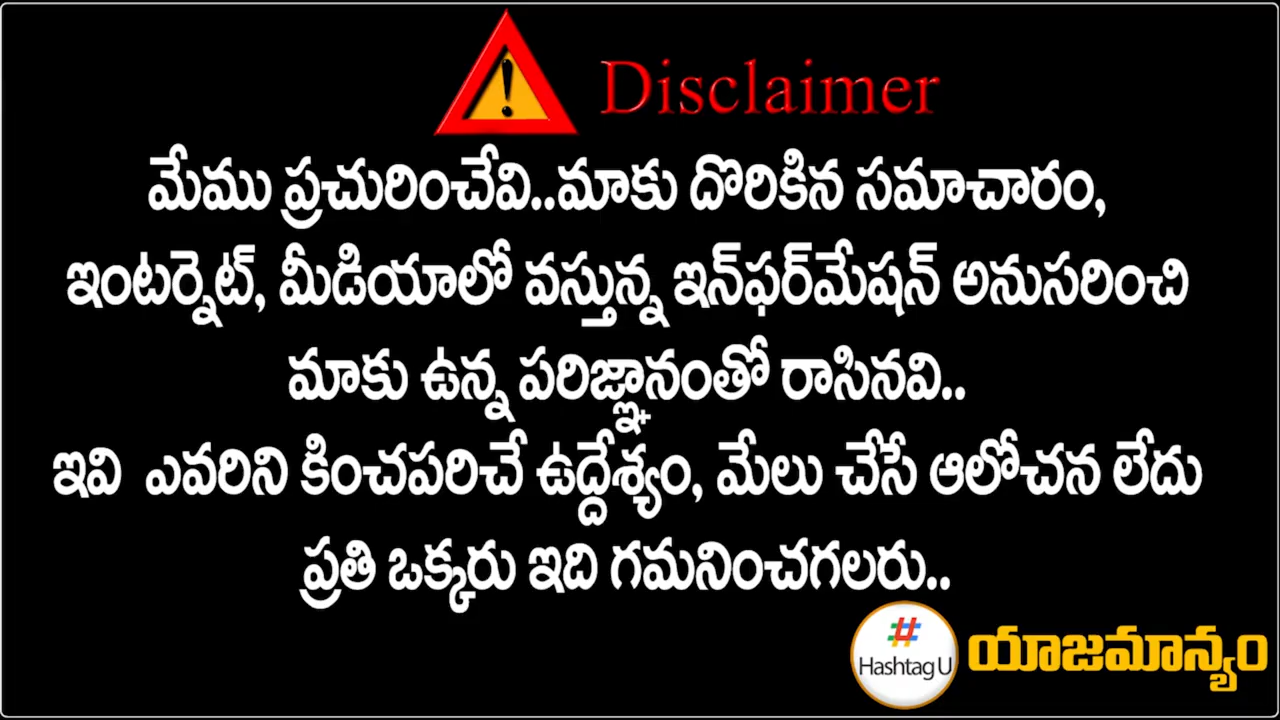 Disclaimer
మేము ప్రచురించేవి..మాకు దొరికిన సమాచారం,
ఇంటర్నెట్, మీడియాలో వస్తున్న ఇన్‌ఫర్‌మేషన్ అనుసరించి
మాకు ఉన్న పరిజ్ఞానంతో రాసినవి..
ఇవి ఎవరిని కించపరిచే ఉద్దేశ్యం, మేలు చేసే ఆలోచన లేదు
ప్రతి ఒక్కరు ఇది గమనించగలరు..
# Hashtag U యాజమాన్యం